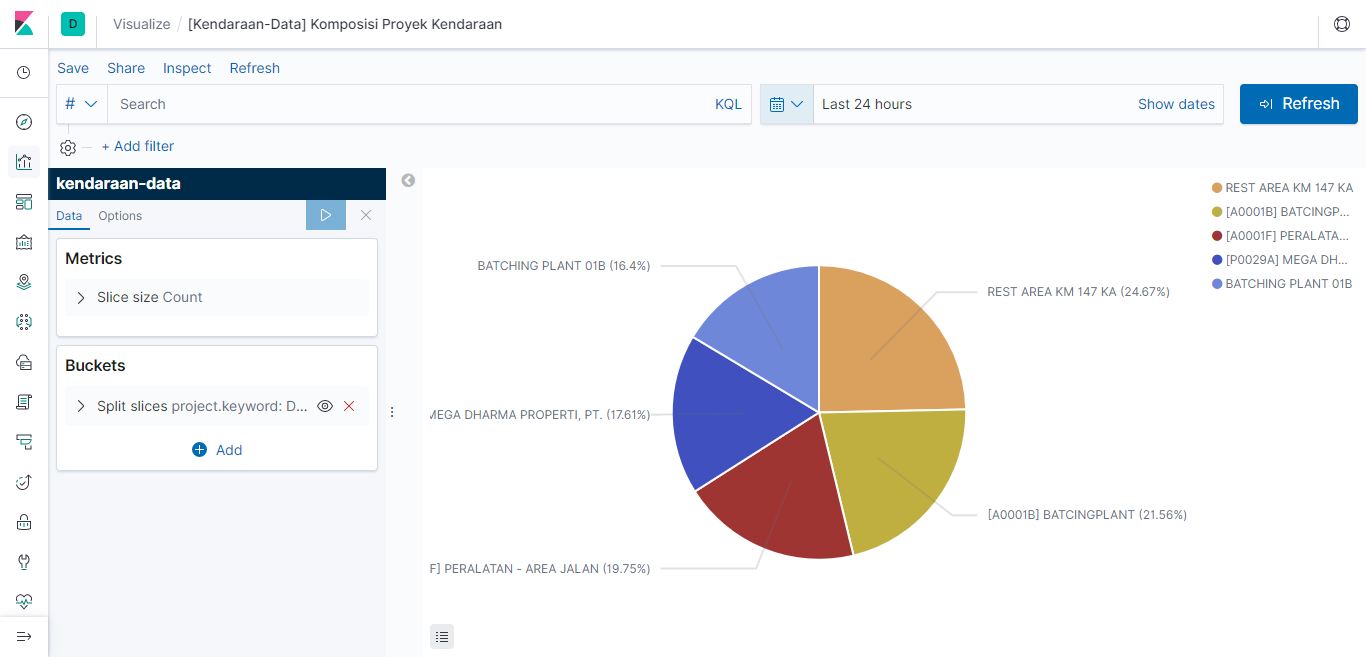 D Visualize / [Kendaraan-Data] Komposisi Proyek Kendaraan
Save Share Inspect Refresh
# Search KQL Last 24 hours Show dates Refresh
+ Add filter
kendaraan-data
Data Options
Metrics
Slice size Count
Buckets
Split slices project.keyword: D...
Add
BATCHING PLANT 01B (16.4%)
REST AREA KM 147 KA (24.67%)
MEGA DHARMA PROPERTI, PT. (17.61%)
[A0001B] BATCINGPLANT (21.56%)
F] PERALATAN - AREA JALAN (19.75%)
REST AREA KM 147 KA
[A0001B] BATCINGP...
[A0001F] PERALATA...
[P0029A] MEGA DH...
BATCHING PLANT 01B